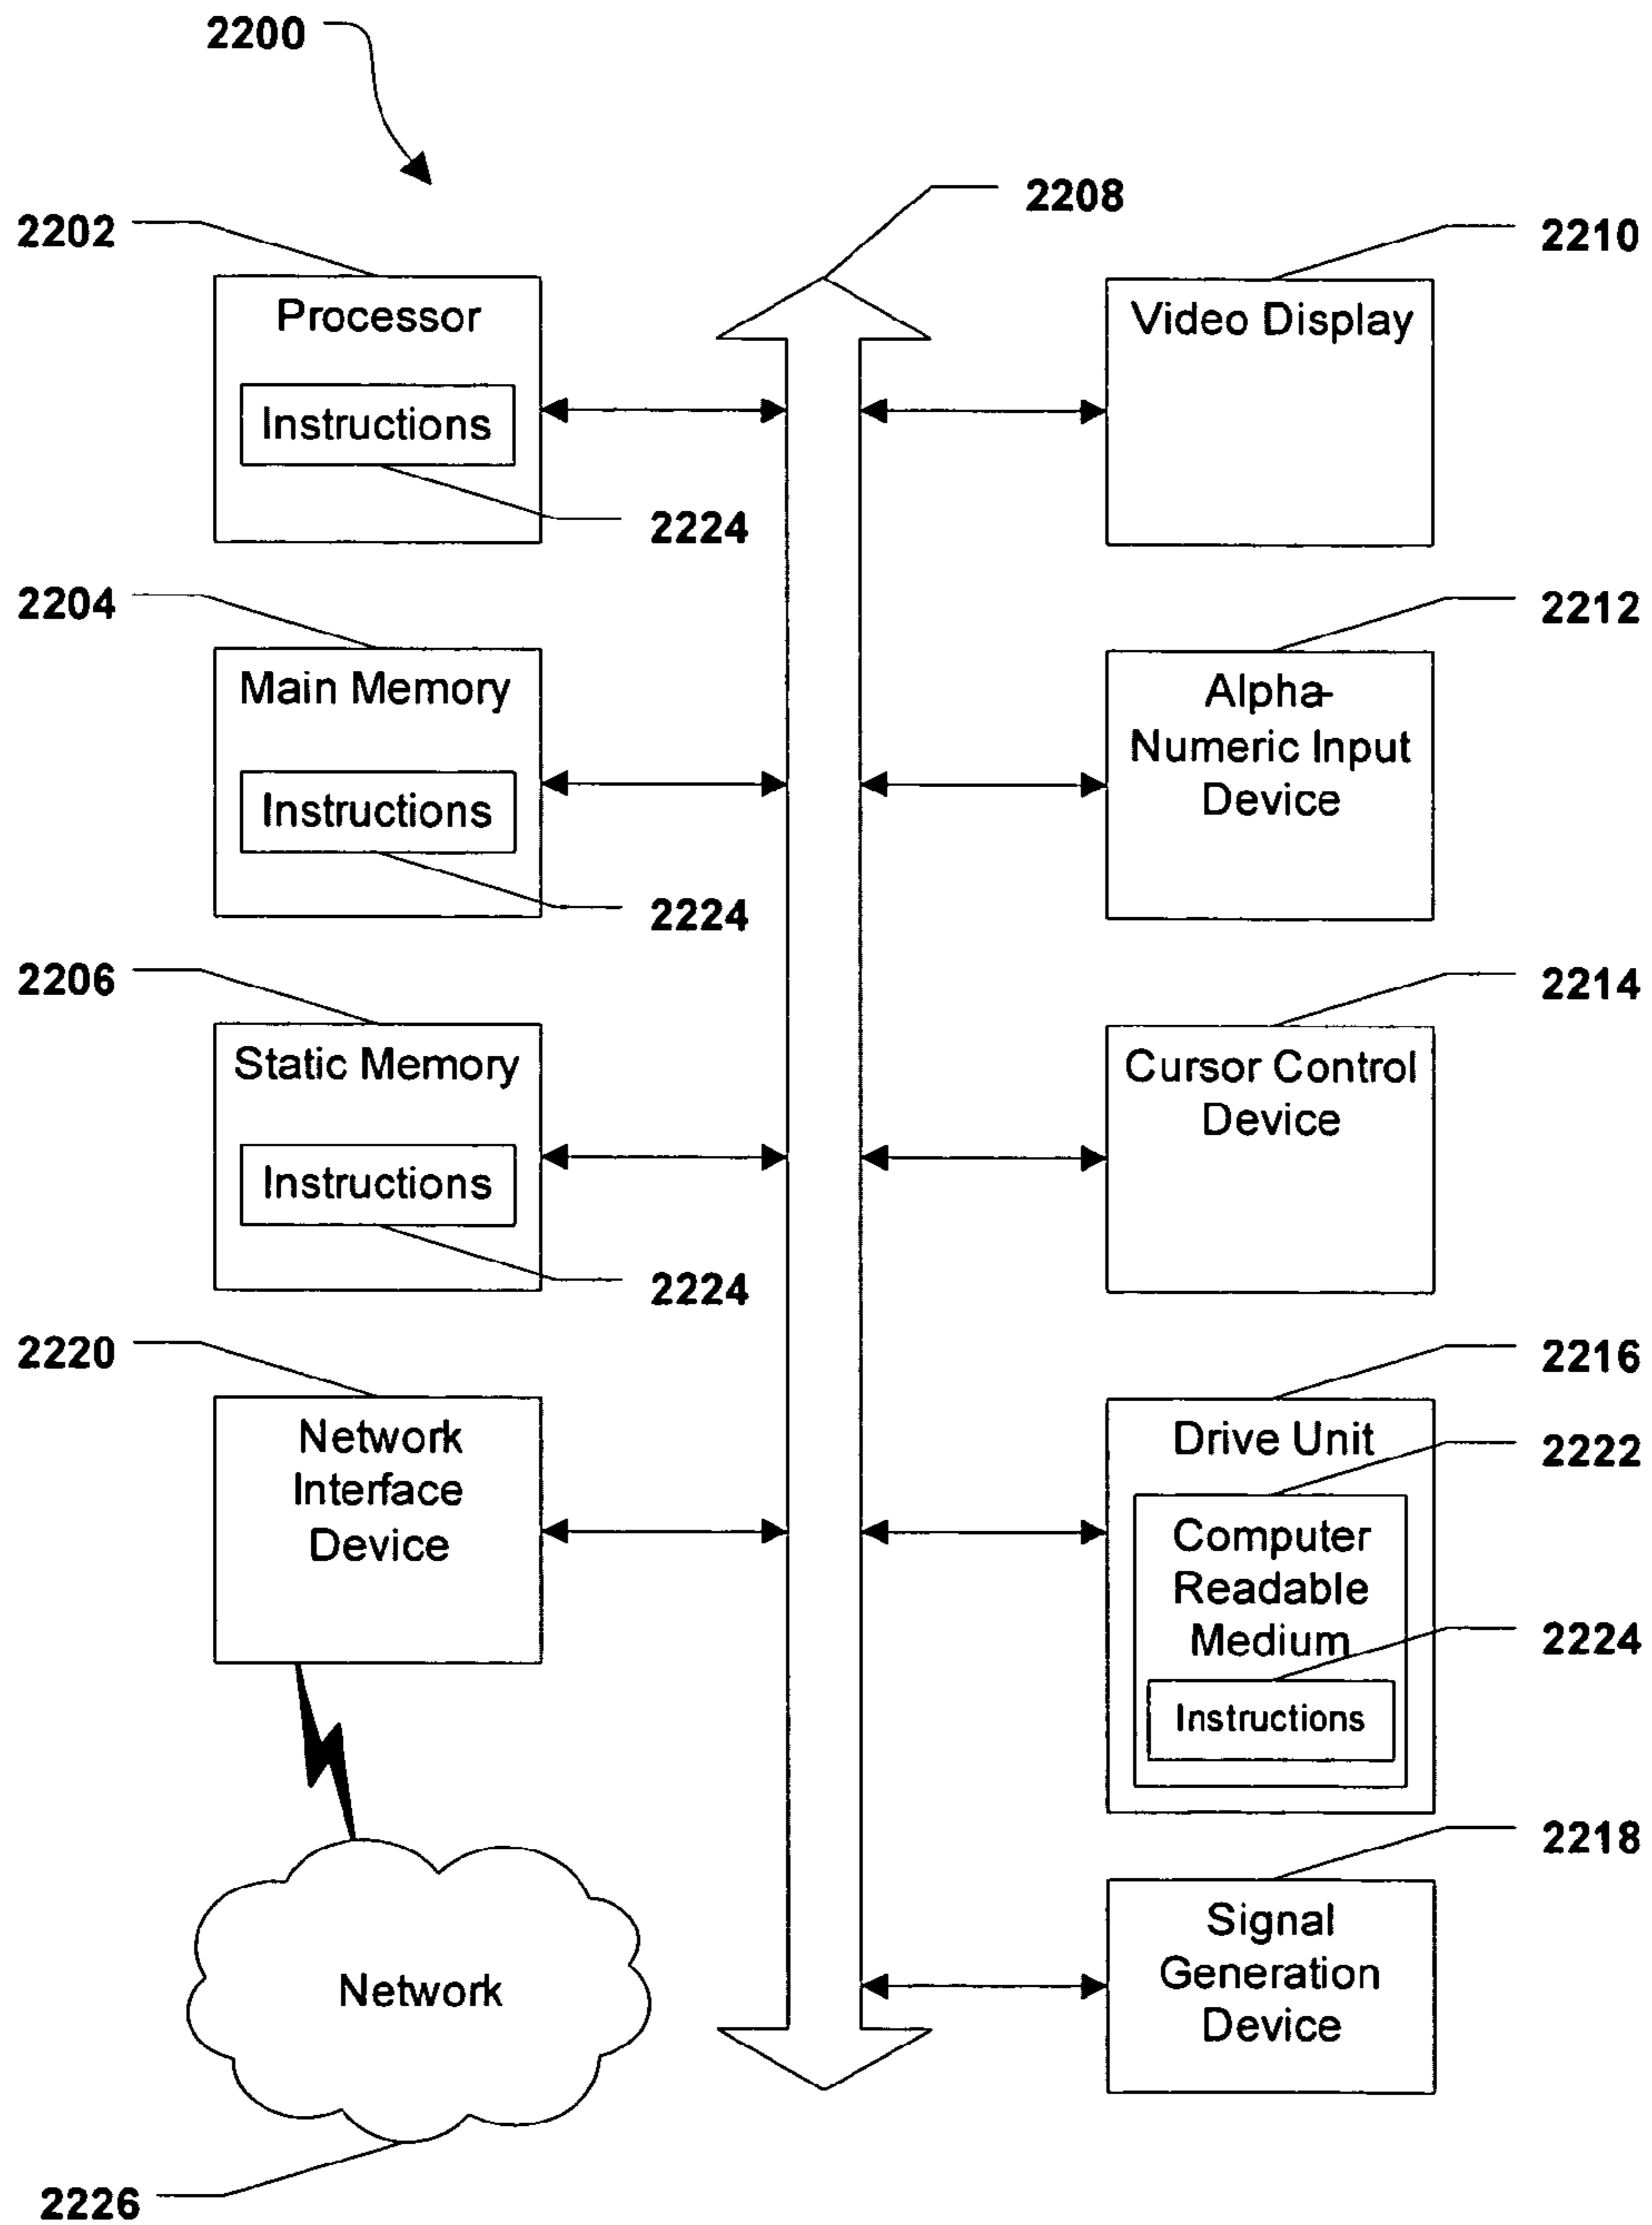 2200
2208
2202
2210
Processor
Instructions
2224
Video Display
2204
2212
Main Memory
Instructions
2224
Alpha-
Numeric Input
Device
2206
2214
Static Memory
Instructions
2224
Cursor Control
Device
2220
2216
Network
Interface
Device
Drive Unit
2222
Computer
Readable
Medium
2224
Instructions
2218
Signal
Generation
Device
Network
2226